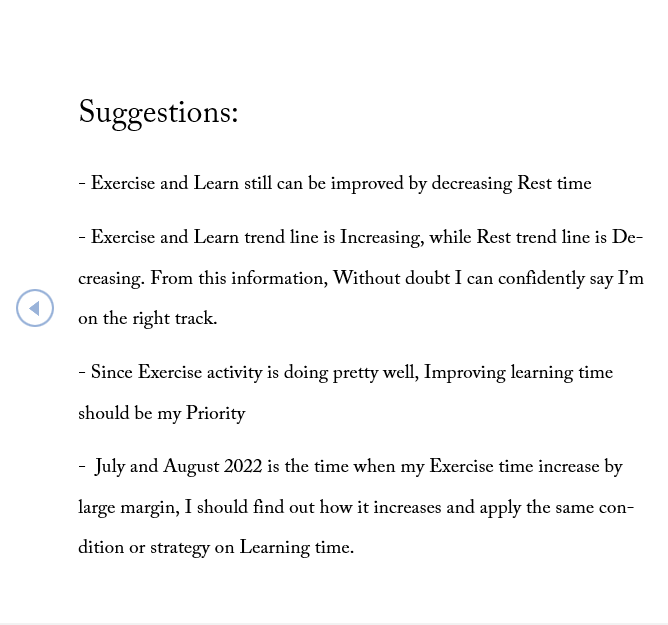 Suggestions:
- Exercise and Learn still can be improved by decreasing Rest time
- Exercise and Learn trend line is Increasing, while Rest trend line is De-
creasing. From this information, Without doubt I can confidently say I’m
on the right track.
- Since Exercise activity is doing pretty well, Improving learning time
should be my Priority
- July and August 2022 is the time when my Exercise time increase by
large margin, I should find out how it increases and apply the same con-
dition or strategy on Learning time.